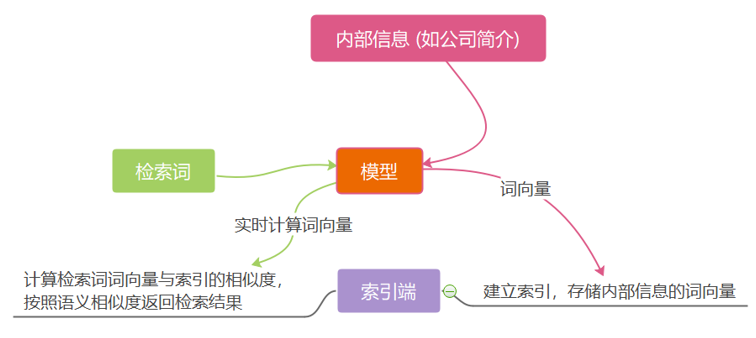 内部信息 (如公司简介)
检索词
模型
词向量
实时计算词向量
计算检索词词向量与索引的相似度，
按照语义相似度返回检索结果
索引端
建立索引，存储内部信息的词向量